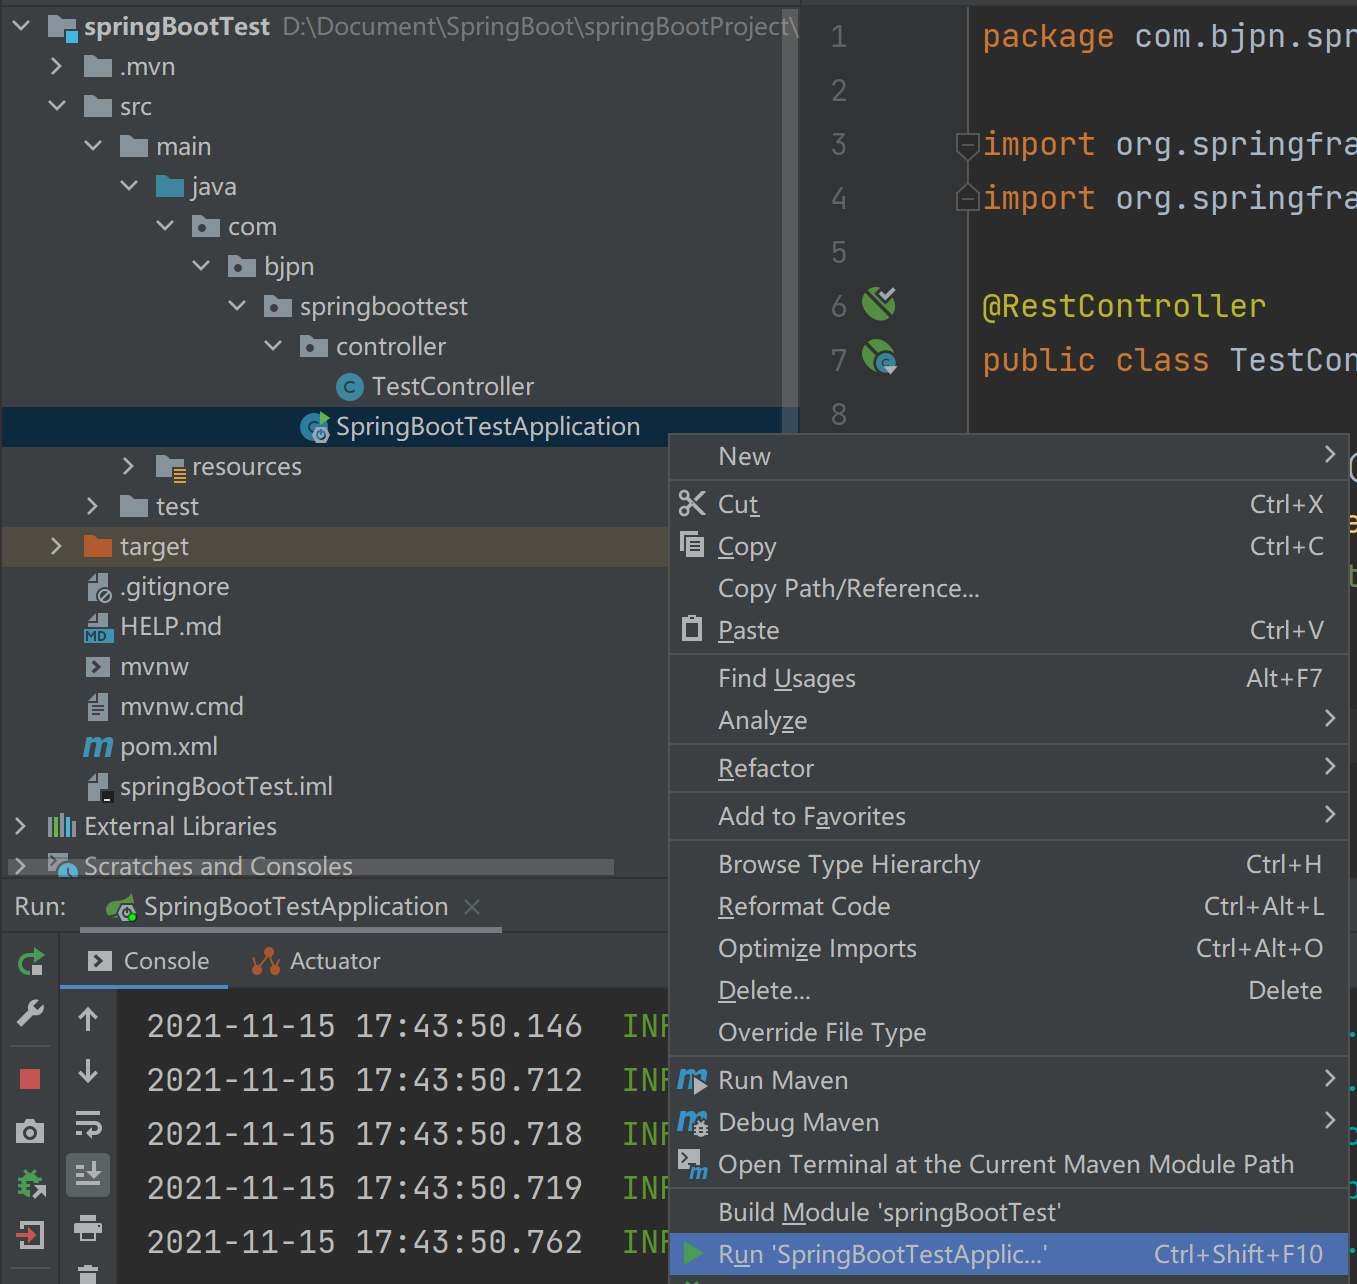 springBootTest D:\Document\SpringBoot\springBootProject\
.mvn
src
main
java
com
bjpn
springboottest
controller
TestController
SpringBootTestApplication
resources
test
target
.gitignore
HELP.md
mvnw
mvnw.cmd
pom.xml
springBootTest.iml
External Libraries
Scratches and Consoles
1 package com.bjpn.spr
2
3 import org.springfra
4 import org.springfra
5
6 @RestController
7 public class TestCon
8
New
Cut Ctrl+X
Copy Ctrl+C
Copy Path/Reference...
Paste Ctrl+V
Find Usages Alt+F7
Analyze
Refactor
Add to Favorites
Browse Type Hierarchy Ctrl+H
Reformat Code Ctrl+Alt+L
Optimize Imports Ctrl+Alt+O
Delete... Delete
Override File Type
Run Maven
Debug Maven
Open Terminal at the Current Maven Module Path
Build Module 'springBootTest'
Run 'SpringBootTestApplic...' Ctrl+Shift+F10
Run: SpringBootTestApplication
Console Actuator
2021-11-15 17:43:50.146 INF
2021-11-15 17:43:50.712 INF
2021-11-15 17:43:50.718 INF
2021-11-15 17:43:50.719 INF
2021-11-15 17:43:50.762 INF